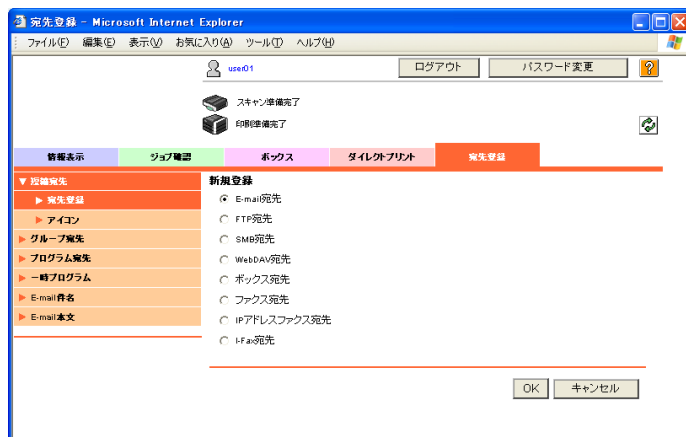 宛先登録 - Microsoft Internet Explorer
ファイル(F) 編集(E) 表示(V) お気に入り(A) ツール(T) ヘルプ(H)
user01 ログアウト パスワード変更 ?
スキャン準備完了
印刷準備完了
情報表示 ジョブ確認 ボックス ダイレクトプリント 宛先登録
▼ 短縮宛先
▶ 宛先登録
▶ アイコン
▶ グループ宛先
▶ プログラム宛先
▶ 一時プログラム
▶ E-mail件名
▶ E-mail本文
新規登録
E-mail宛先
FTP宛先
SMB宛先
WebDAV宛先
ボックス宛先
ファクス宛先
IPアドレスファクス宛先
I-Fax宛先
OK キャンセル